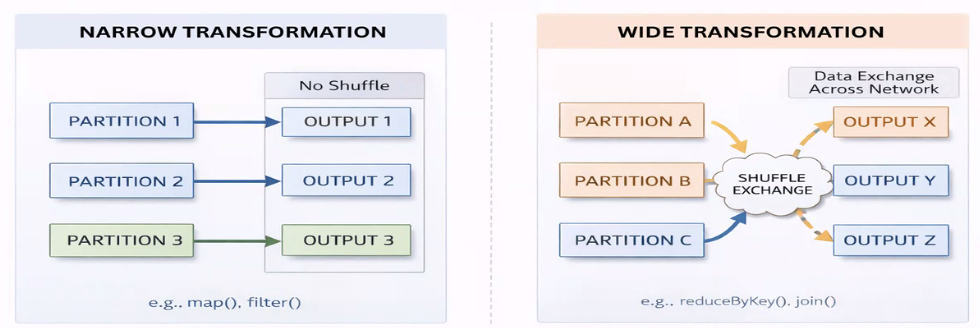 NARROW TRANSFORMATION
No Shuffle
PARTITION 1
OUTPUT 1
PARTITION 2
OUTPUT 2
PARTITION 3
OUTPUT 3
e.g., map(), filter()
WIDE TRANSFORMATION
Data Exchange
Across Network
PARTITION A
OUTPUT X
PARTITION B
SHUFFLE
EXCHANGE
OUTPUT Y
PARTITION C
OUTPUT Z
e.g., reduceByKey(). join()